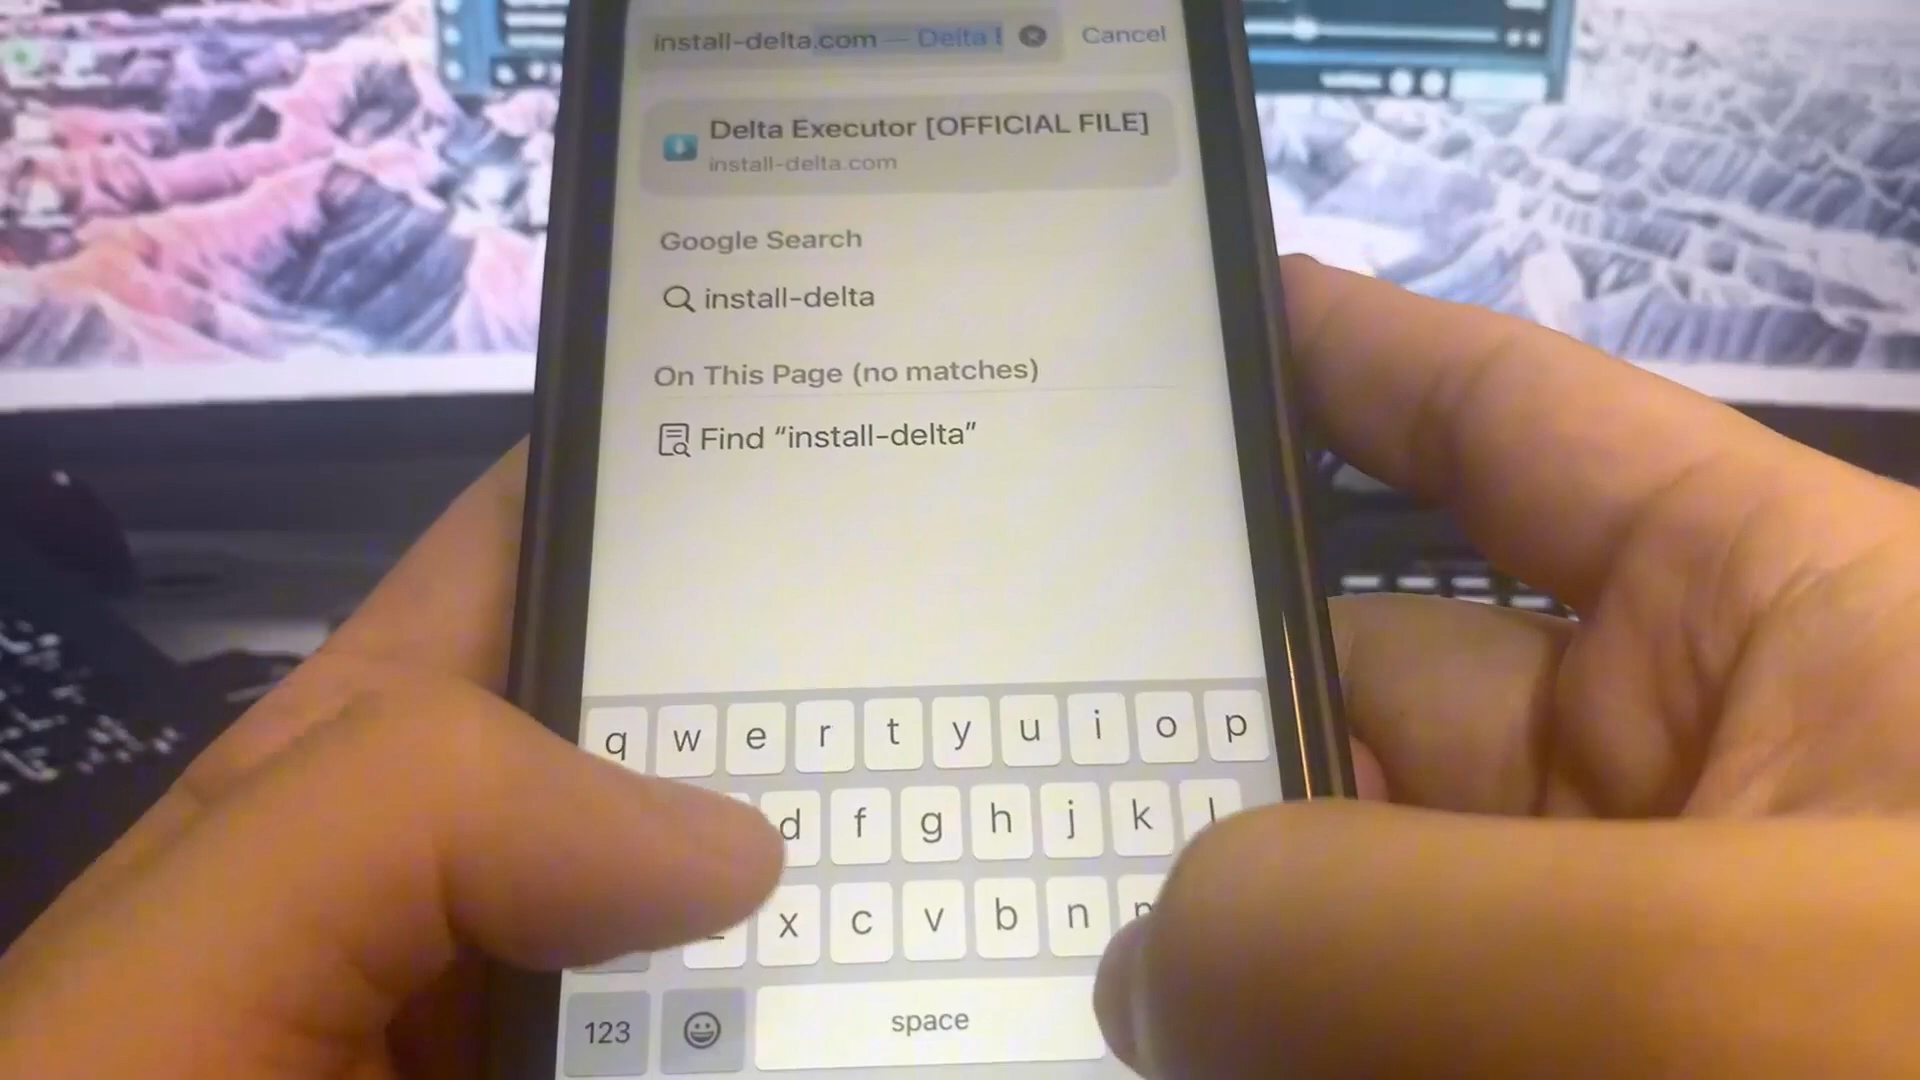 install-delta.com — Delta E
Cancel
Delta Executor [OFFICIAL FILE]
install-delta.com
Google Search
install-delta
On This Page (no matches)
Find “install-delta”
q w e r t y u i o p
d f g h j k l
x c v b n
123 space